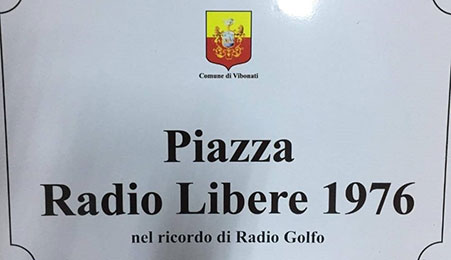 Comune di Vibonati
Piazza
Radio Libere 1976
nel ricordo di Radio Golfo